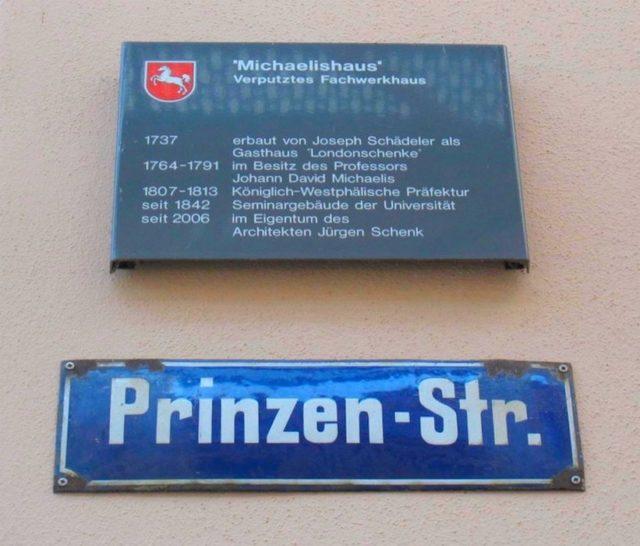 "Michaelishaus"
Verputztes Fachwerkhaus
1737 erbaut von Joseph Schädeler als
Gasthaus "Londonschenke"
1764-1791 im Besitz des Professors
Johann David Michaelis
1807-1813 Königlich-Westphälische Präfektur
seit 1842 Seminargebäude der Universität
seit 2006 im Eigentum des
Architekten Jürgen Schenk
Prinzen-Str.